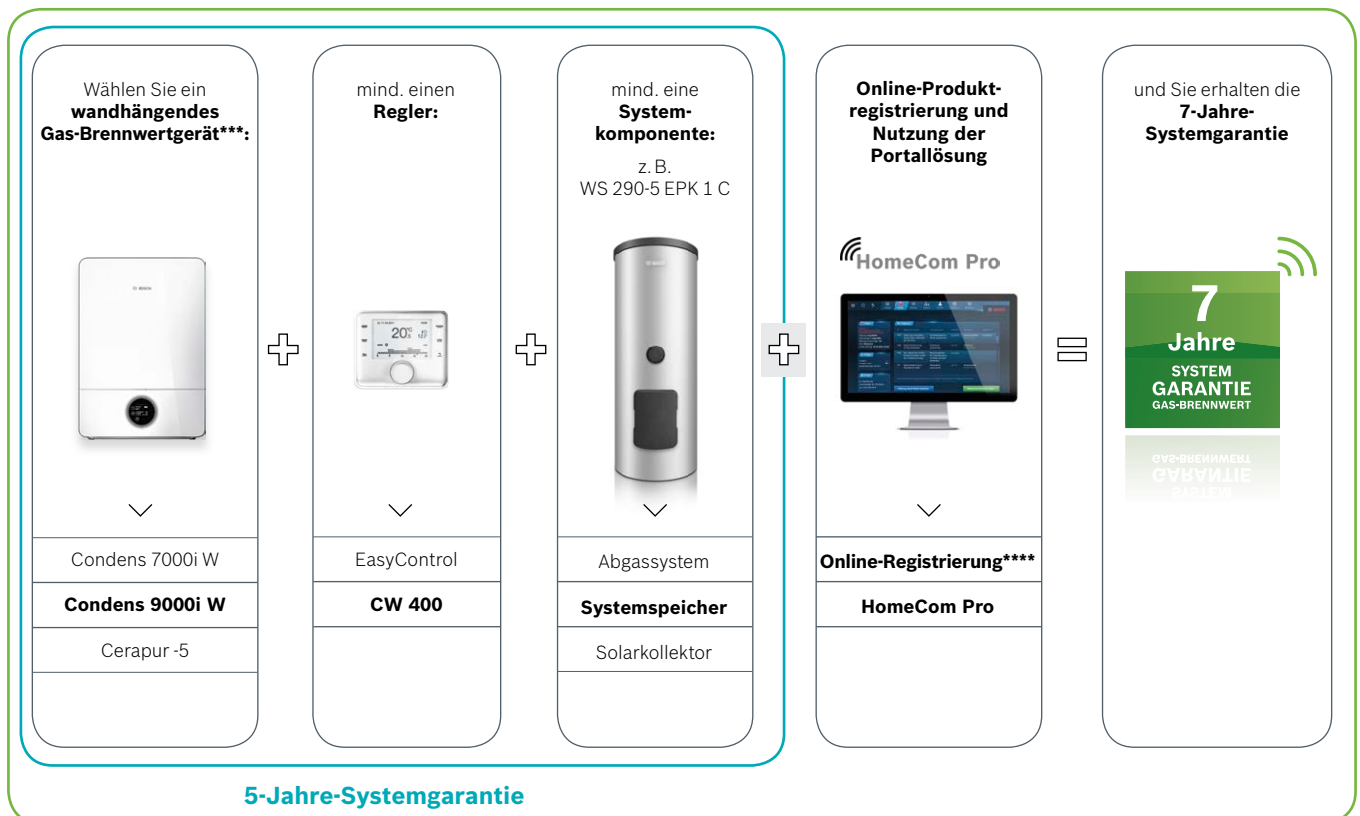 Wählen Sie ein
wandhängendes
Gas-Brennwertgerät***:
BOSCH
Condens 7000i W
Condens 9000i W
Cerapur -5
mind. einen
Regler:
20
EasyControl
CW 400
mind. eine
System-
komponente:
z. B.
WS 290-5 EPK 1 C
Abgassystem
Systemspeicher
Solarkollektor
Online-Produkt-
registrierung und
Nutzung der
Portallösung
HomeCom Pro
Online-Registrierung****
HomeCom Pro
und Sie erhalten die
7-Jahre-
Systemgarantie
7
Jahre
SYSTEM
GARANTIE
GAS-BRENNWERT
5-Jahre-Systemgarantie